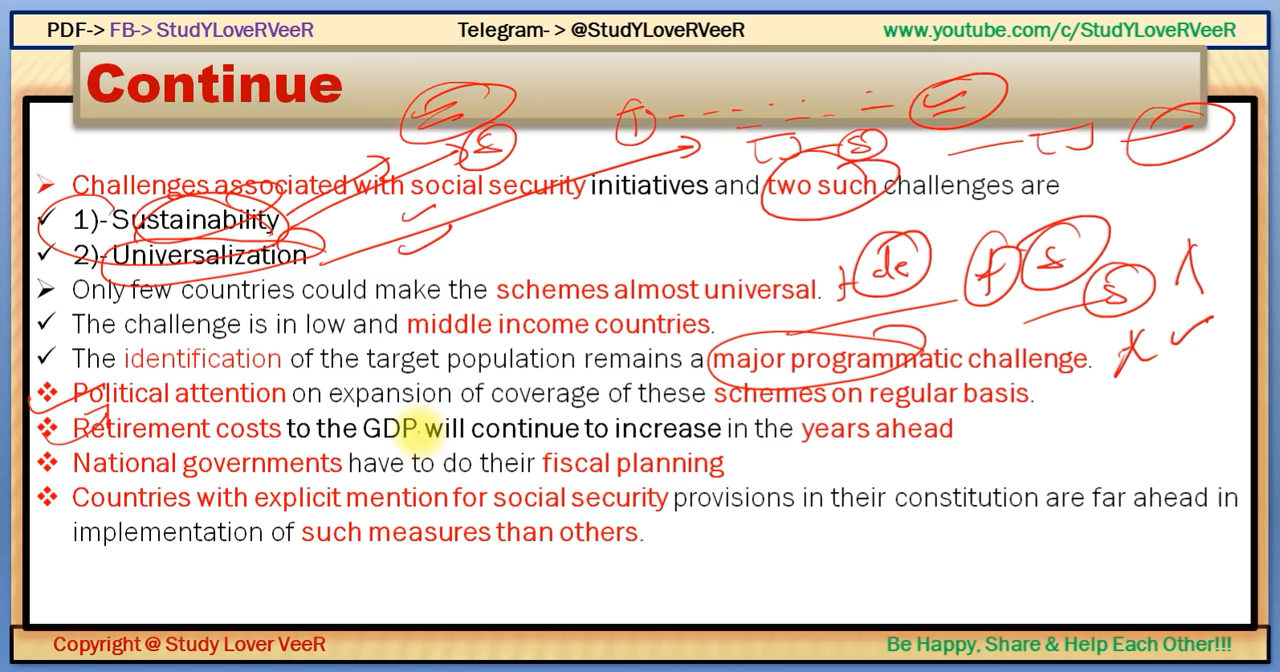 PDF-> FB-> StudYLoveRVeeR Telegram- > @StudYLoveRVeeR www.youtube.com/c/StudYLoveRVeeR
Continue
➤ Challenges associated with social security initiatives and two such challenges are
✓ 1)- Sustainability
✓ 2)- Universalization
➤ Only few countries could make the schemes almost universal.
✓ The challenge is in low and middle income countries.
✓ The identification of the target population remains a major programmatic challenge.
❖ Political attention on expansion of coverage of these schemes on regular basis.
❖ Retirement costs to the GDP will continue to increase in the years ahead
❖ National governments have to do their fiscal planning
❖ Countries with explicit mention for social security provisions in their constitution are far ahead in
implementation of such measures than others.
Copyright @ Study Lover VeeR Be Happy, Share & Help Each Other!!!